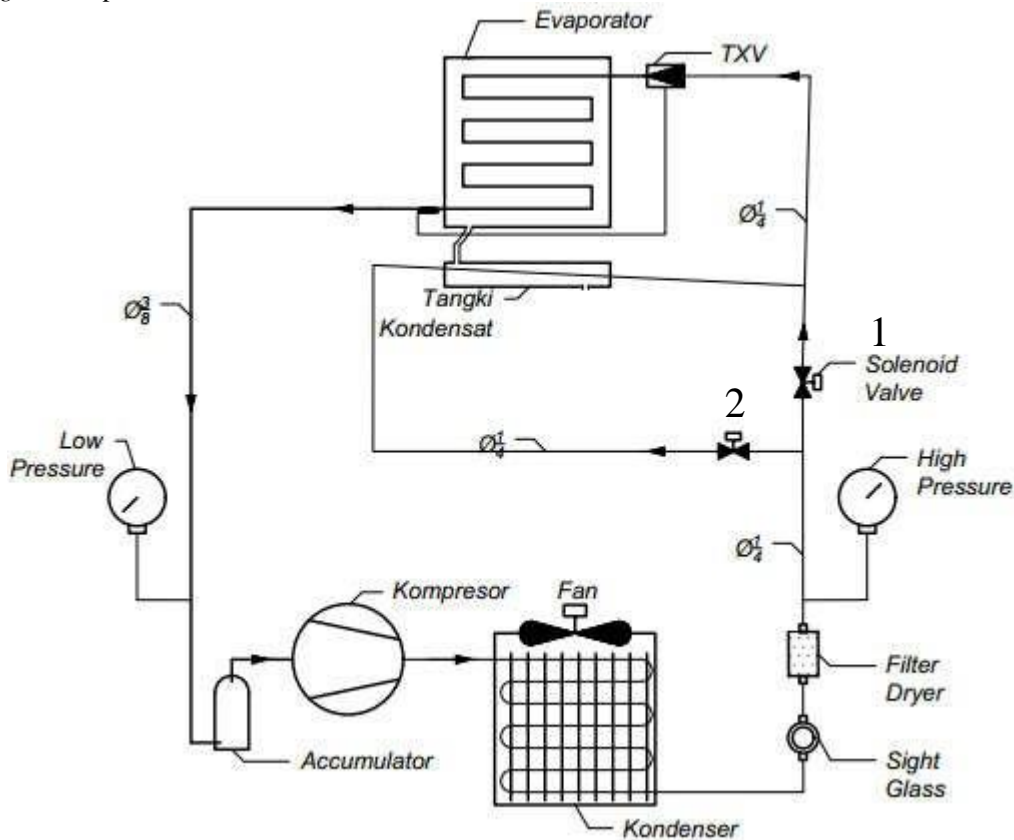 Evaporator
TXV
Ø1/4
Tangki
Kondensat
Ø3/8
1
Solenoid
Valve
2
Low
Pressure
Ø1/4
High
Pressure
Ø1/4
Kompresor
Fan
Filter
Dryer
Accumulator
Sight
Glass
Kondenser